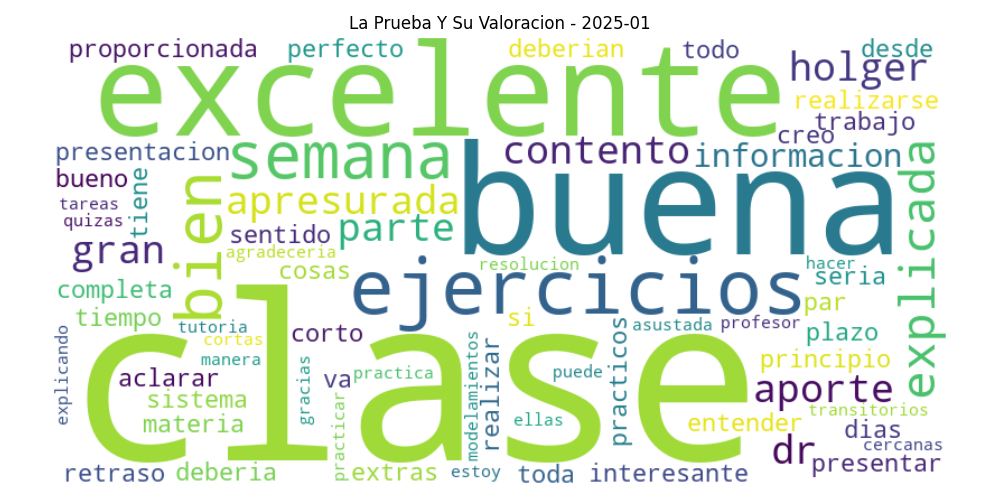 La Prueba Y Su Valoracion - 2025-01
proporcionada perfecto deberian todo desde
excelente holger
realizarse
creo trabajo
presentacion semana contento informacion
bueno tiene bien apresurada buena explicada
tareas
quizas
gran sentido parte
agradeceria
cosas resolucion hacer
completa ejercicios seria
tiempo si par
tutoria corto asustada profesor plazo
explicando cortas
manera clase principio
aclarar va practica puede aporte
sistema gracias modelamientos realizar practicos
materia practicar ellas entender transitorios
dr dias
cercanas
retraso deberia extras estoy toda interesante presentar